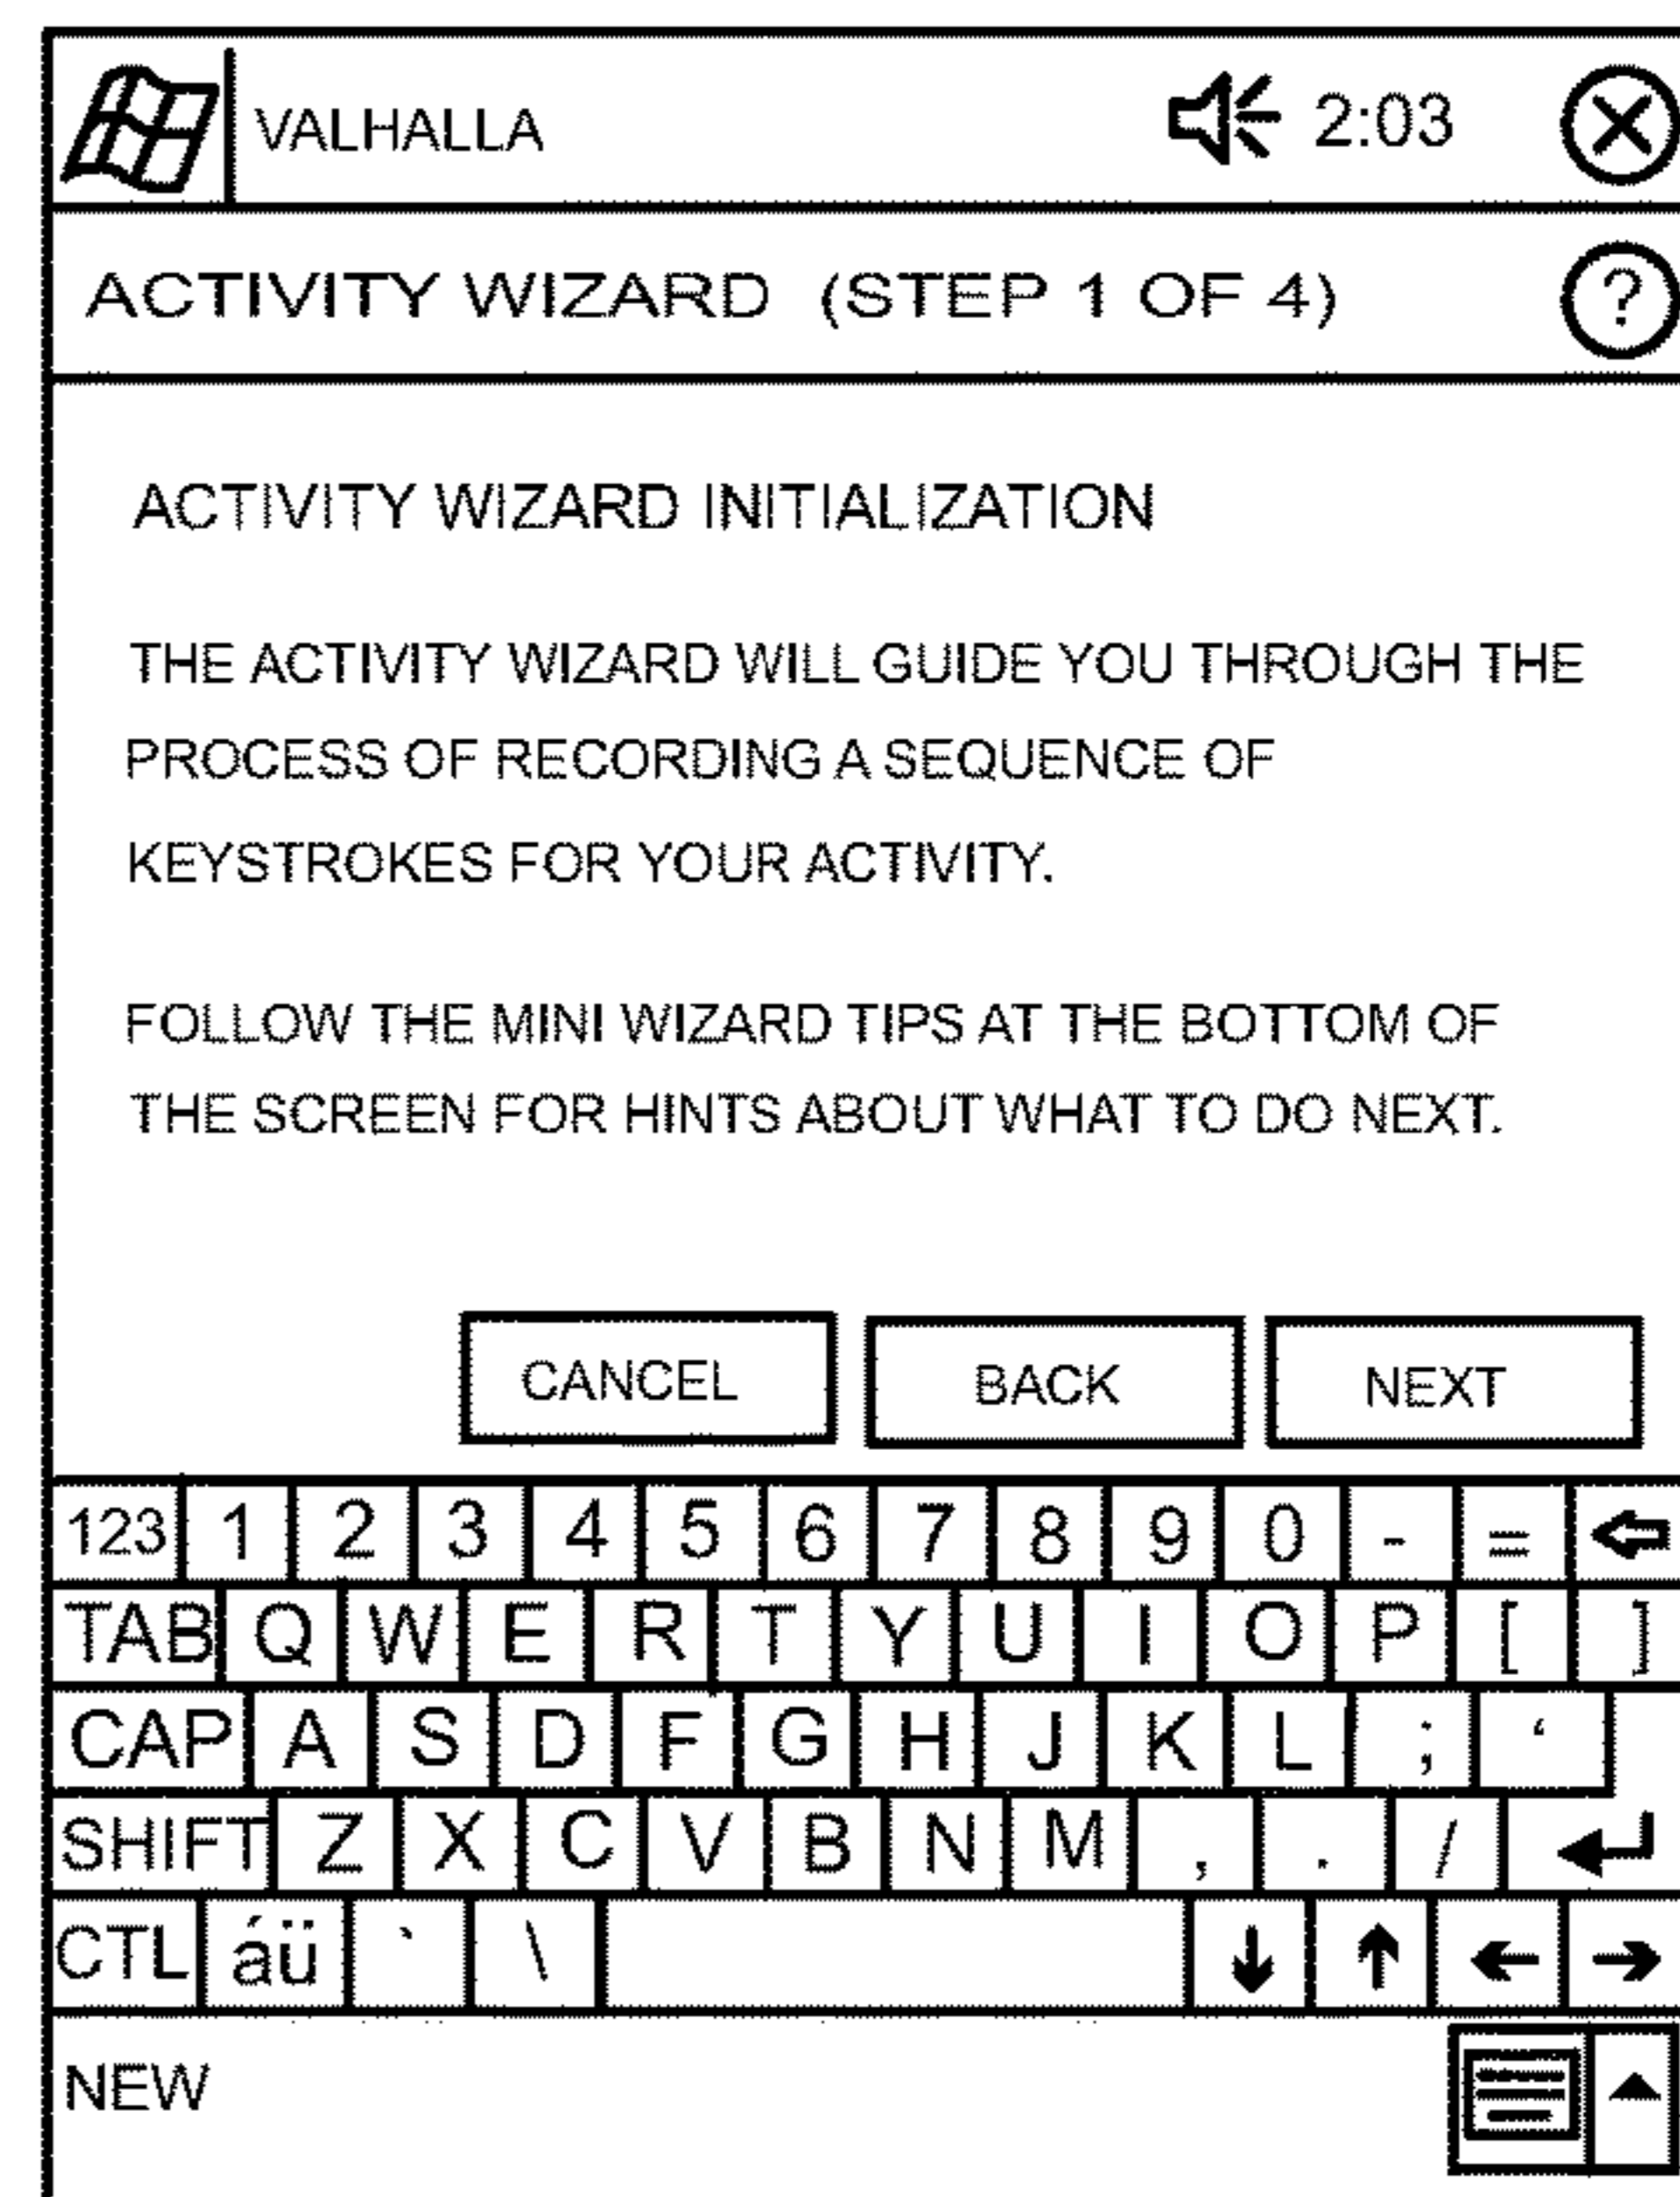 VALHALLA 2:03
ACTIVITY WIZARD (STEP 1 OF 4) ?
ACTIVITY WIZARD INITIALIZATION
THE ACTIVITY WIZARD WILL GUIDE YOU THROUGH THE
PROCESS OF RECORDING A SEQUENCE OF
KEYSTROKES FOR YOUR ACTIVITY.
FOLLOW THE MINI WIZARD TIPS AT THE BOTTOM OF
THE SCREEN FOR HINTS ABOUT WHAT TO DO NEXT.
CANCEL BACK NEXT
123 1 2 3 4 5 6 7 8 9 0 - =
TAB Q W E R T Y U I O P [ ]
CAP A S D F G H J K L ; ‘
SHIFT Z X C V B N M , . /
CTL áü ` \ ↓ ↑ ← →
NEW